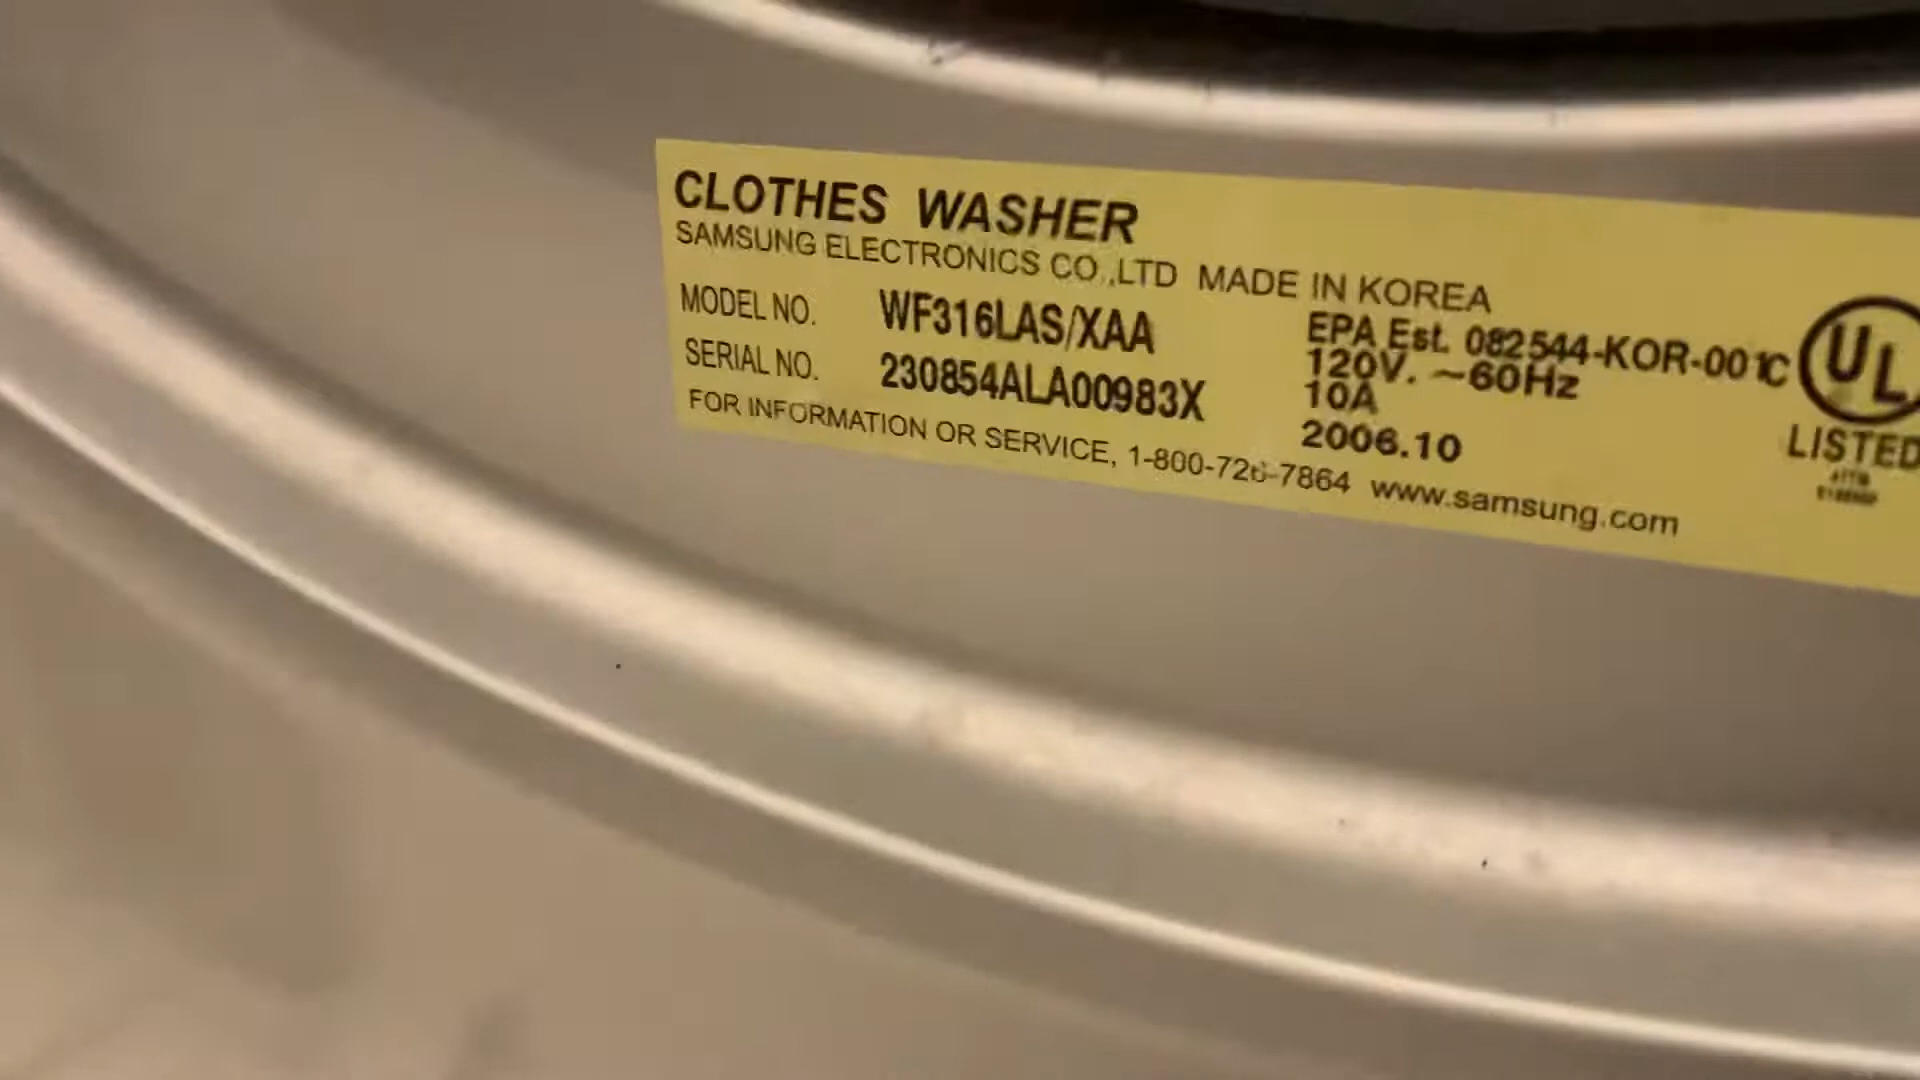 CLOTHES WASHER
SAMSUNG ELECTRONICS CO.,LTD MADE IN KOREA
MODEL NO. WF316LAS/XAA
SERIAL NO. 230854ALA00983X
EPA Est. 082544-KOR-001C
120V. ~60Hz
10A
2006.10
FOR INFORMATION OR SERVICE, 1-800-726-7864 www.samsung.com
UL
LISTED